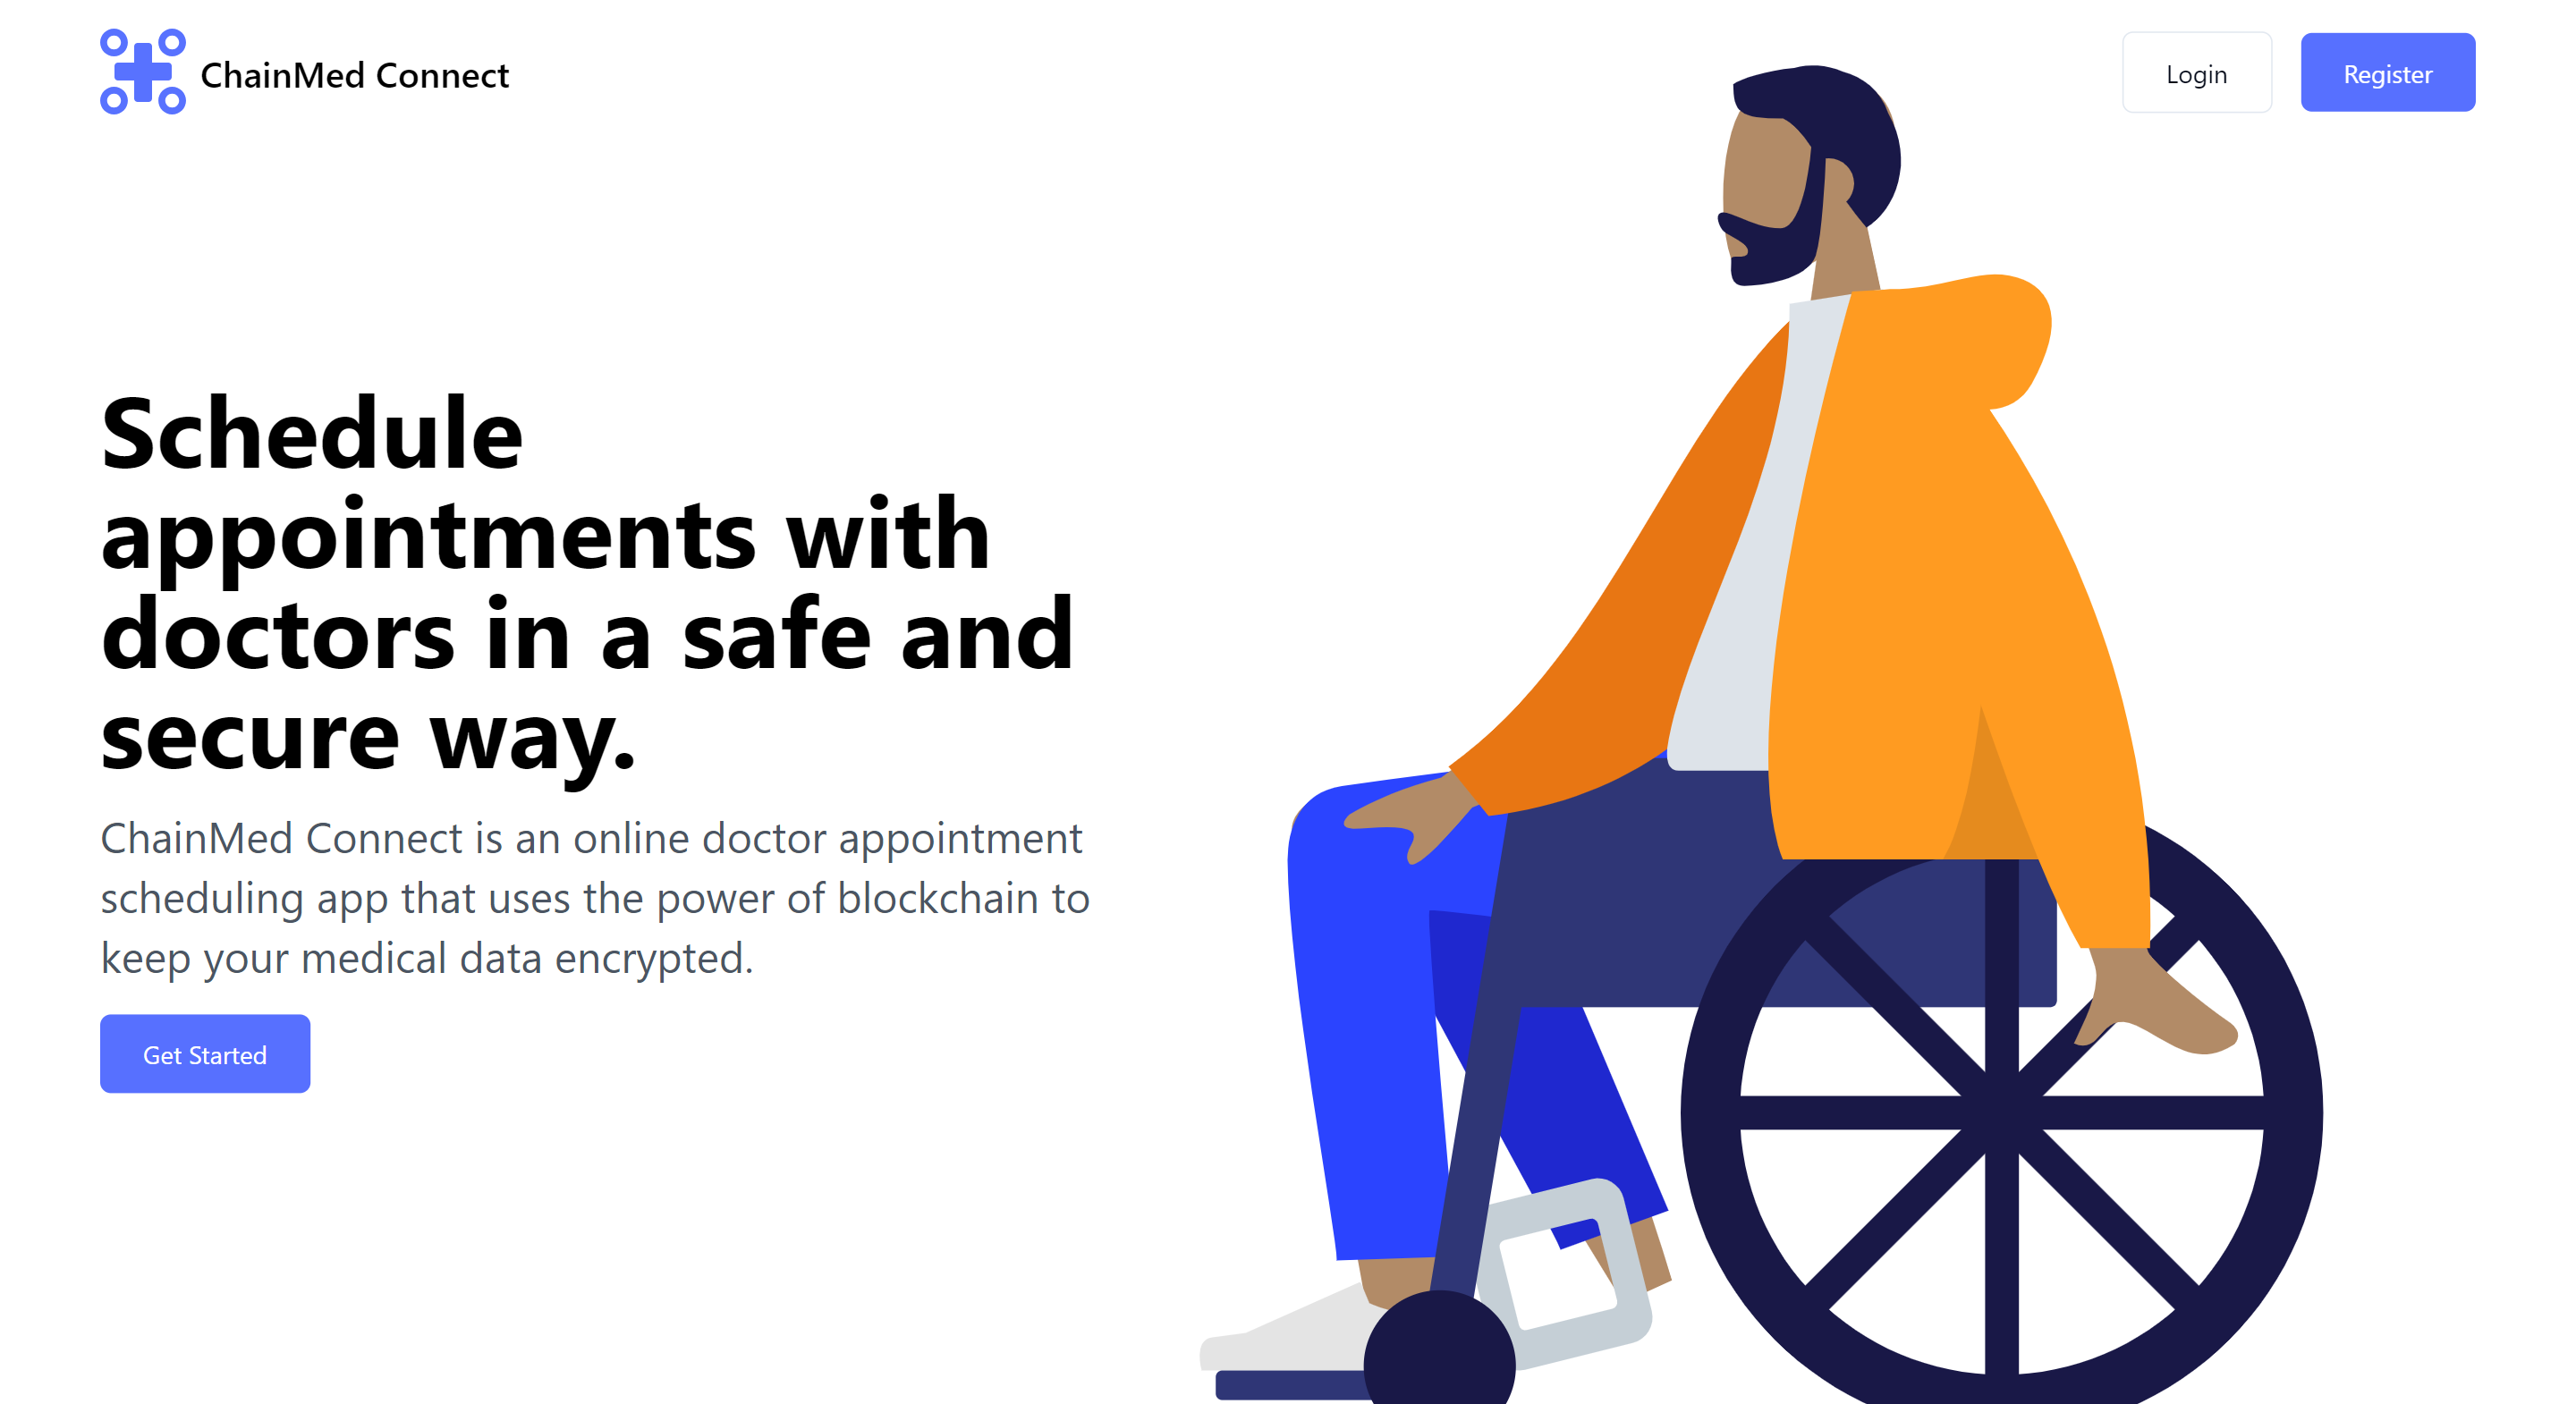 ChainMed Connect
Login
Register
Schedule
appointments with
doctors in a safe and
secure way.
ChainMed Connect is an online doctor appointment
scheduling app that uses the power of blockchain to
keep your medical data encrypted.
Get Started